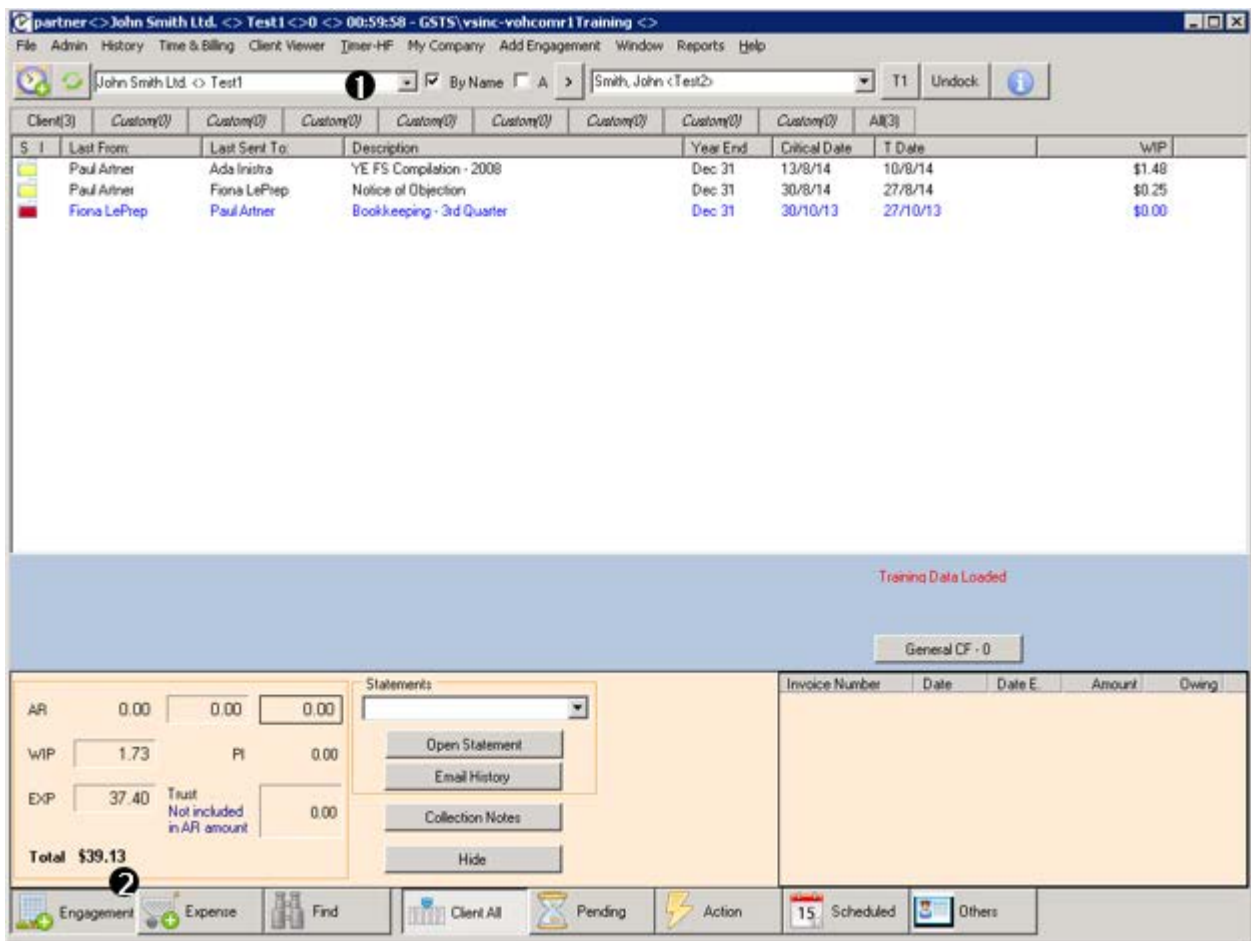 partner<>John Smith Ltd. <> Test1<>0 <> 00:59:58 - GSTS\vsinc-vohcomr1Training <>
File Admin History Time & Billing Client Viewer Timer-HF My Company Add Engagement Window Reports Help
John Smith Ltd. <> Test1 1 By Name A > Smith, John <Test2> T1 Undock i
Client(3) Custom(0) Custom(0) Custom(0) Custom(0) Custom(0) Custom(0) Custom(0) Custom(0) All(3)
S I Last From: Last Sent To: Description Year End Critical Date T Date WIP
Paul Artner Ada Inistra YE FS Compilation - 2008 Dec 31 13/8/14 10/8/14 $1.48
Paul Artner Fiona LePrep Notice of Objection Dec 31 30/8/14 27/8/14 $0.25
Fiona LePrep Paul Artner Bookkeeping - 3rd Quarter Dec 31 30/10/13 27/10/13 $0.00
Training Data Loaded
General CF - 0
AR 0.00 0.00 0.00
WIP 1.73 PI 0.00
EXP 37.40 Trust
Not included
in AR amount
0.00
Total $39.13
Statements
Open Statement
Email History
Collection Notes
Hide
Invoice Number Date Date E. Amount Owing
2
Engagement Expense Find Client All Pending Action 15 Scheduled Others